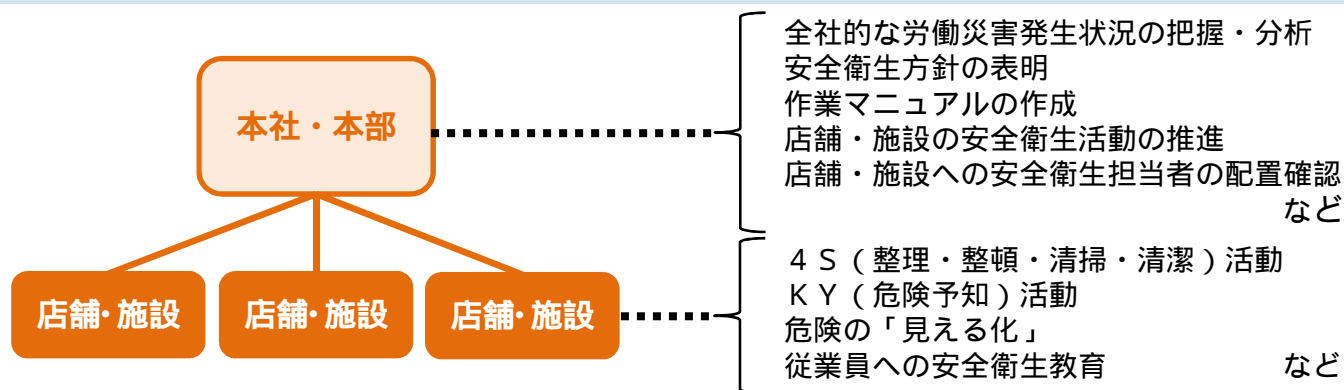 本社・本部
全社的な労働災害発生状況の把握・分析
安全衛生方針の表明
作業マニュアルの作成
店舗・施設の安全衛生活動の推進
店舗・施設への安全衛生担当者の配置確認
など
店舗・施設
店舗・施設
店舗・施設
４Ｓ（整理・整頓・清掃・清潔）活動
ＫＹ（危険予知）活動
危険の「見える化」
従業員への安全衛生教育　など